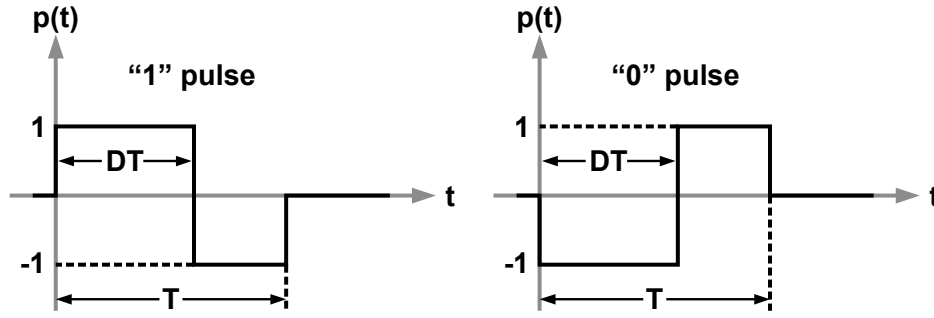 p(t)
“1” pulse
1
DT
t
-1
T
p(t)
“0” pulse
1
DT
t
-1
T